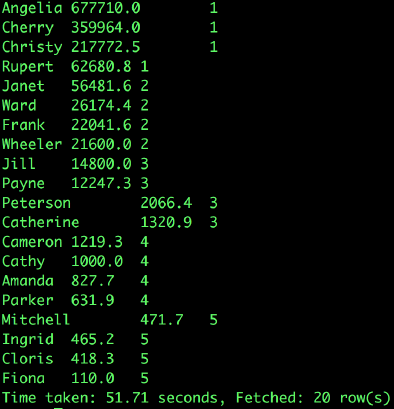 Angelia 677710.0 1
Cherry 359964.0 1
Christy 217772.5 1
Rupert 62680.8 1
Janet 56481.6 2
Ward 26174.4 2
Frank 22041.6 2
Wheeler 21600.0 2
Jill 14800.0 3
Payne 12247.3 3
Peterson 2066.4 3
Catherine 1320.9 3
Cameron 1219.3 4
Cathy 1000.0 4
Amanda 827.7 4
Parker 631.9 4
Mitchell 471.7 5
Ingrid 465.2 5
Cloris 418.3 5
Fiona 110.0 5
Time taken: 51.71 seconds, Fetched: 20 row(s)